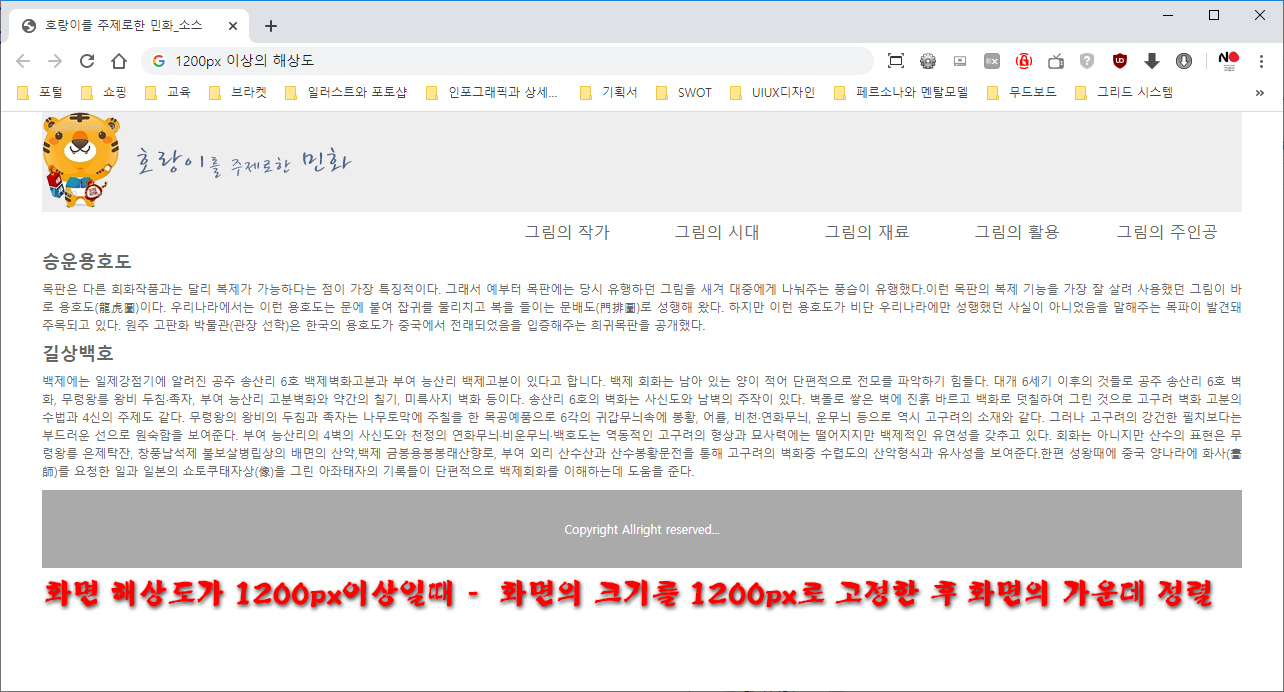 호랑이를 주제로한 민화_소스
1200px 이상의 해상도
포털 쇼핑 교육 브라켓 일러스트와 포토샵 인포그래픽과 상세... 기획서 SWOT UIUX디자인 페르소나와 멘탈모델 무드보드 그리드 시스템 »
호랑이를 주제로한 민화
그림의 작가 그림의 시대 그림의 재료 그림의 활용 그림의 주인공
승운용호도
목판은 다른 회화작품과는 달리 복제가 가능하다는 점이 가장 특징적이다. 그래서 예부터 목판에는 당시 유행하던 그림을 새겨 대중에게 나눠주는 풍습이 유행했다.이런 목판의 복제 기능을 가장 잘 살려 사용했던 그림이 바
로 용호도(龍虎圖)이다. 우리나라에서는 이런 용호도는 문에 붙여 잡귀를 물리치고 복을 들이는 문배도(門排圖)로 성행해 왔다. 하지만 이런 용호도가 비단 우리나라에만 성행했던 사실이 아니었음을 말해주는 목파이 발견돼
주목되고 있다. 원주 고판화 박물관(관장 선학)은 한국의 용호도가 중국에서 전래되었음을 입증해주는 희귀목판을 공개했다.
길상백호
백제에는 일제강점기에 알려진 공주 송산리 6호 백제벽화고분과 부여 능산리 백제고분이 있다고 합니다. 백제 회화는 남아 있는 양이 적어 단편적으로 전모를 파악하기 힘들다. 대개 6세기 이후의 것들로 공주 송산리 6호 벽
화, 무령왕릉 왕비 두침·족자, 부여 능산리 고분벽화와 약간의 칠기, 미륵사지 벽화 등이다. 송산리 6호의 벽화는 사신도와 남벽의 주작이 있다. 벽돌로 쌓은 벽에 진흙 바르고 백화로 덧칠하여 그린 것으로 고구려 벽화 고분의
수법과 4신의 주제도 같다. 무령왕의 왕비의 두침과 족자는 나무토막에 주칠을 한 목공예품으로 6각의 귀갑무늬속에 봉황, 어룡, 비천·연화무늬, 운무늬 등으로 역시 고구려의 소재와 같다. 그러나 고구려의 강건한 필치보다는
부드러운 선으로 원숙함을 보여준다. 부여 능산리의 4벽의 사신도와 천정의 연화무늬·비운무늬·백호도는 역동적인 고구려의 형상과 묘사력에는 떨어지지만 백제적인 유연성을 갖추고 있다. 회화는 아니지만 산수의 표현은 무
령왕릉 은제탁잔, 창풍납석제 불보살병립상의 배면의 산악,백제 금봉용봉봉래산향로, 부여 외리 산수산과 산수봉황문전을 통해 고구려의 벽화중 수렵도의 산악형식과 유사성을 보여준다.한편 성왕때에 중국 양나라에 화사(畵
師)를 요청한 일과 일본의 쇼토쿠태자상(像)을 그린 아좌태자의 기록들이 단편적으로 백제회화를 이해하는데 도움을 준다.
Copyright Allright reserved...
화면 해상도가 1200px이상일때 - 화면의 크기를 1200px로 고정한 후 화면의 가운데 정렬